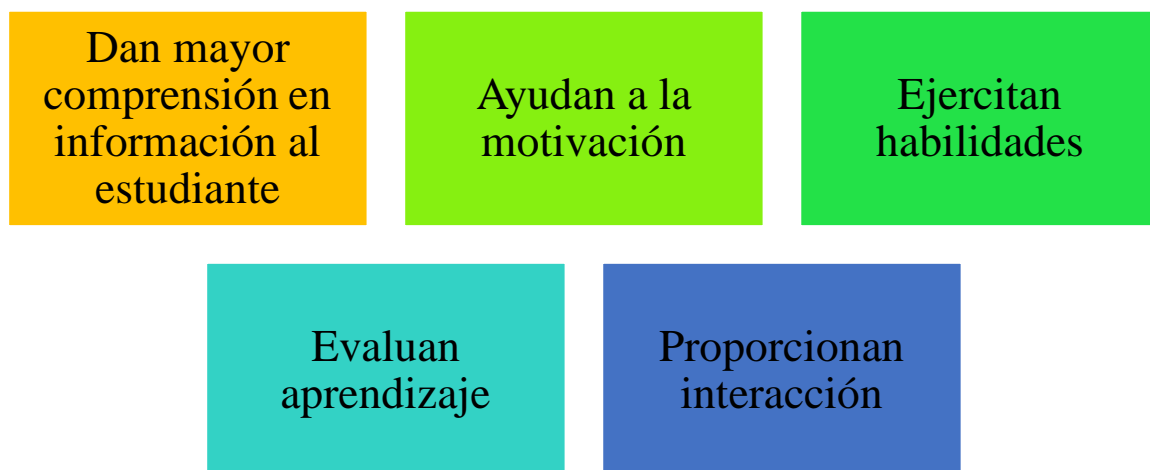 Dan mayor
comprensión en
información al
estudiante
Ayudan a la
motivación
Ejercitan
habilidades
Evaluan
aprendizaje
Proporcionan
interacción